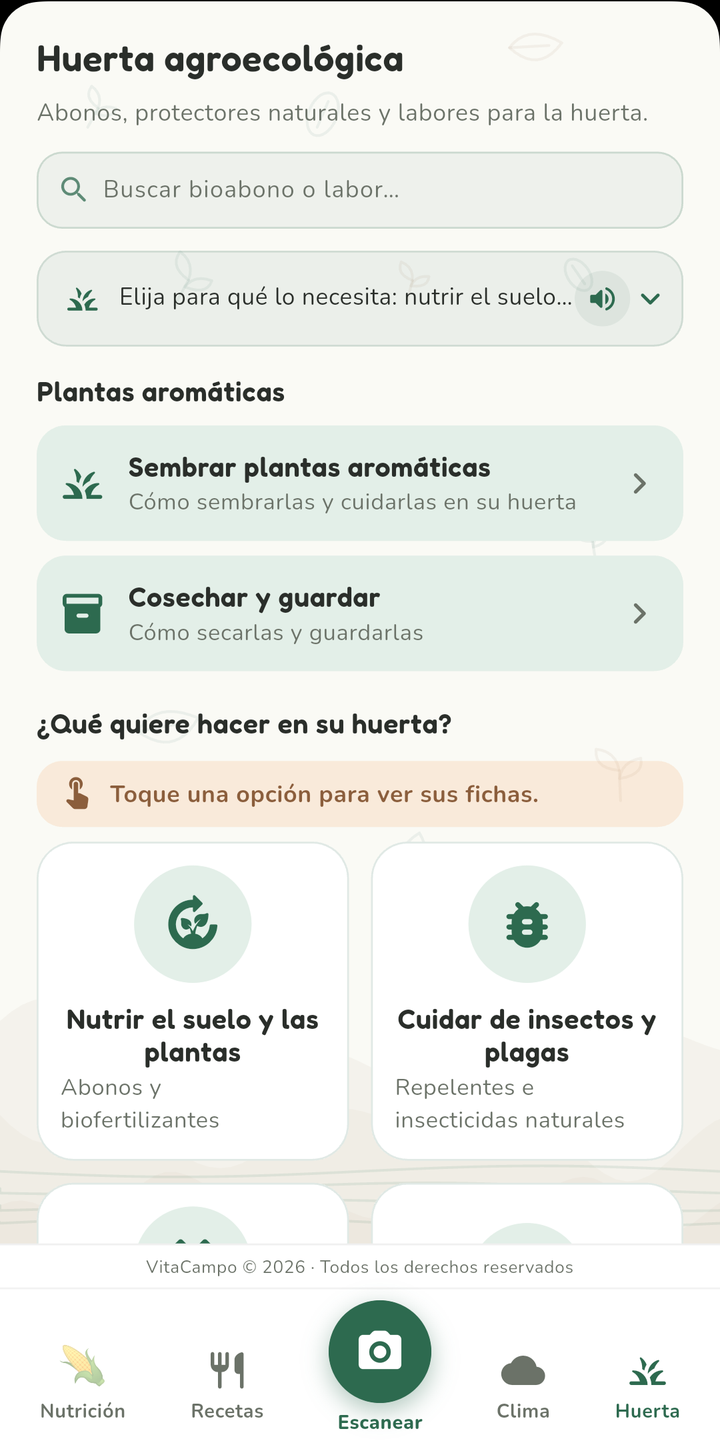 Huerta agroecológica
Abonos, protectores naturales y labores para la huerta.
Buscar bioabono o labor...
Elija para qué lo necesita: nutrir el suelo...
Plantas aromáticas
Sembrar plantas aromáticas
Cómo sembrarlas y cuidarlas en su huerta
Cosechar y guardar
Cómo secarlas y guardarlas
¿Qué quiere hacer en su huerta?
Toque una opción para ver sus fichas.
Nutrir el suelo y las
plantas
Abonos y
biofertilizantes
Cuidar de insectos y
plagas
Repelentes e
insecticidas naturales
VitaCampo © 2026 · Todos los derechos reservados
Nutrición
Recetas
Escanear
Clima
Huerta